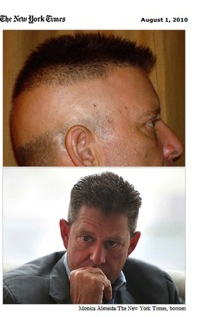 The New York Times
August 1, 2010
Monica Almeida/The New York Times, bottom